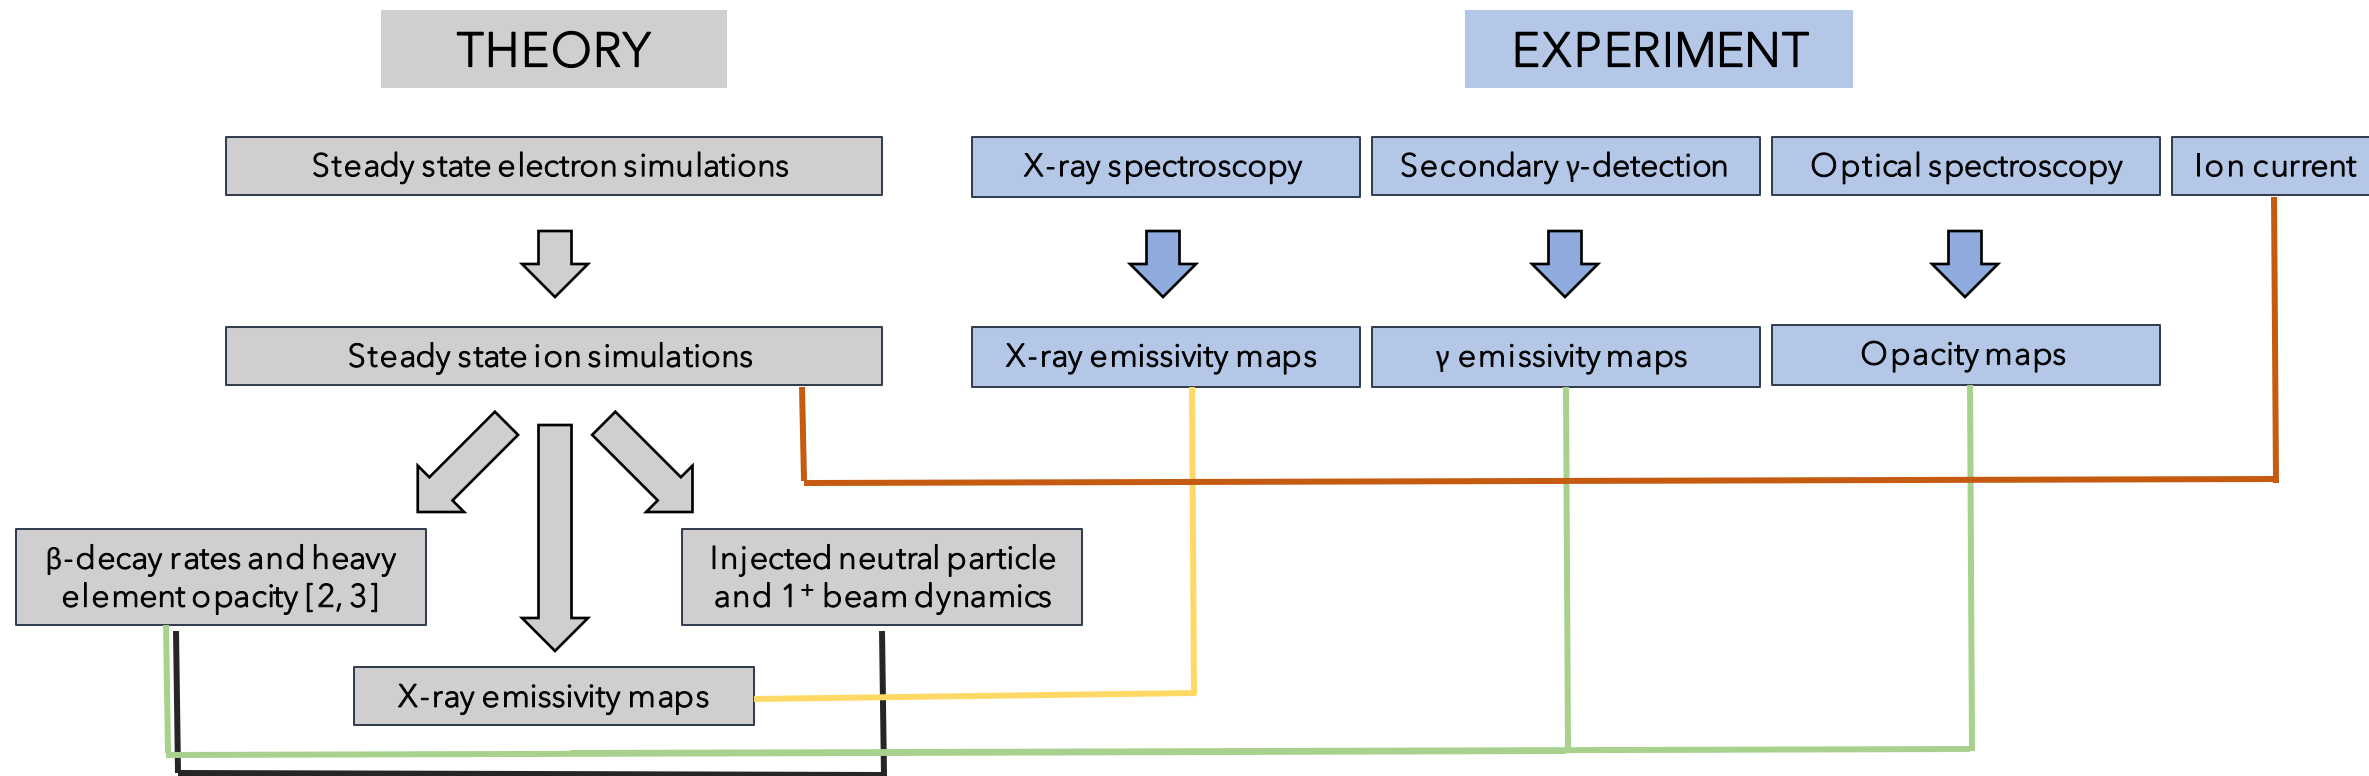 THEORY
EXPERIMENT
Steady state electron simulations
X-ray spectroscopy
Secondary γ-detection
Optical spectroscopy
Ion current
Steady state ion simulations
X-ray emissivity maps
γ emissivity maps
Opacity maps
β-decay rates and heavy
element opacity [2, 3]
Injected neutral particle
and 1⁺ beam dynamics
X-ray emissivity maps